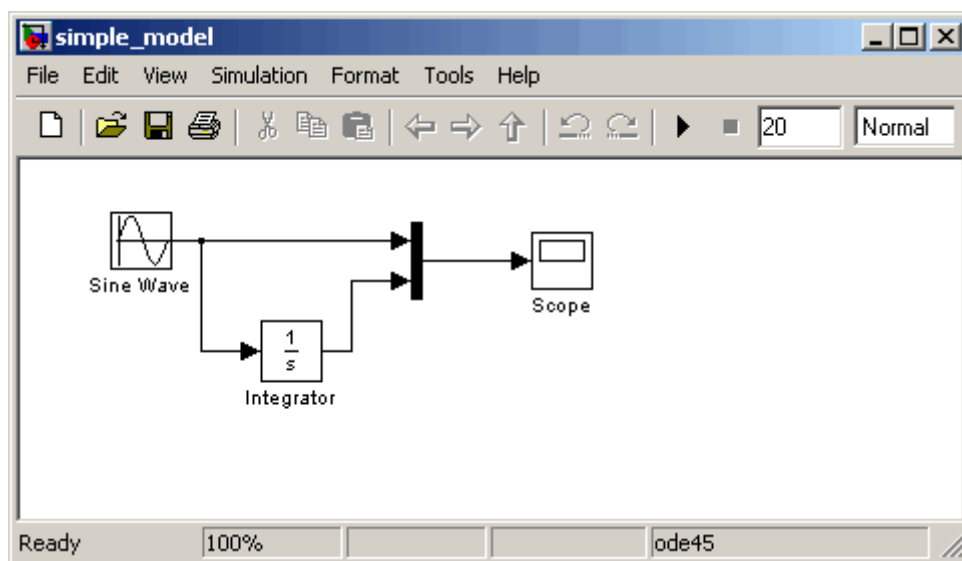 simple_model
File Edit View Simulation Format Tools Help
20 Normal
Sine Wave
Scope
1
s
Integrator
Ready 100% ode45